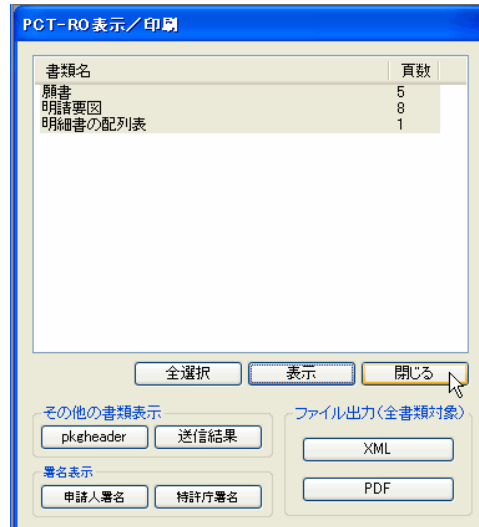 PCT-RO表示／印刷
書類名 頁数
願書 5
明請要図 8
明細書の配列表 1
全選択 表示 閉じる
その他の書類表示 ファイル出力(全書類対象)
pkgheader 送信結果 XML
署名表示
申請人署名 特許庁署名 PDF